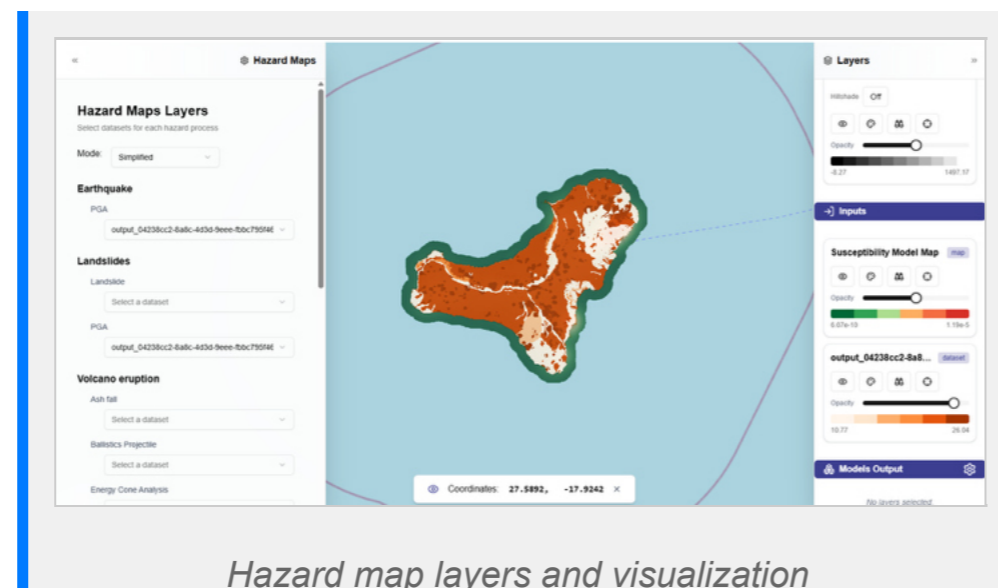 «
Hazard Maps
Hazard Maps Layers
Select datasets for each hazard process
Mode:
Simplified
Earthquake
PGA
output_04238cc2-8a8c-4d3d-9eee-fbbc795f46
Landslides
Landslide
Select a dataset
PGA
output_04238cc2-8a8c-4d3d-9eee-fbbc795f46
Volcano eruption
Ash fall
Select a dataset
Ballistics Projectile
Select a dataset
Energy Cone Analysis
Coordinates: 27.5892, -17.9242 ×
Layers »
Hillshade Off
Opacity
-8.27 1497.17
Inputs
Susceptibility Model Map map
Opacity
6.07e-10 1.19e-5
output_04238cc2-8a8... dataset
Opacity
10.77 26.04
Models Output
No layers selected.
Hazard map layers and visualization